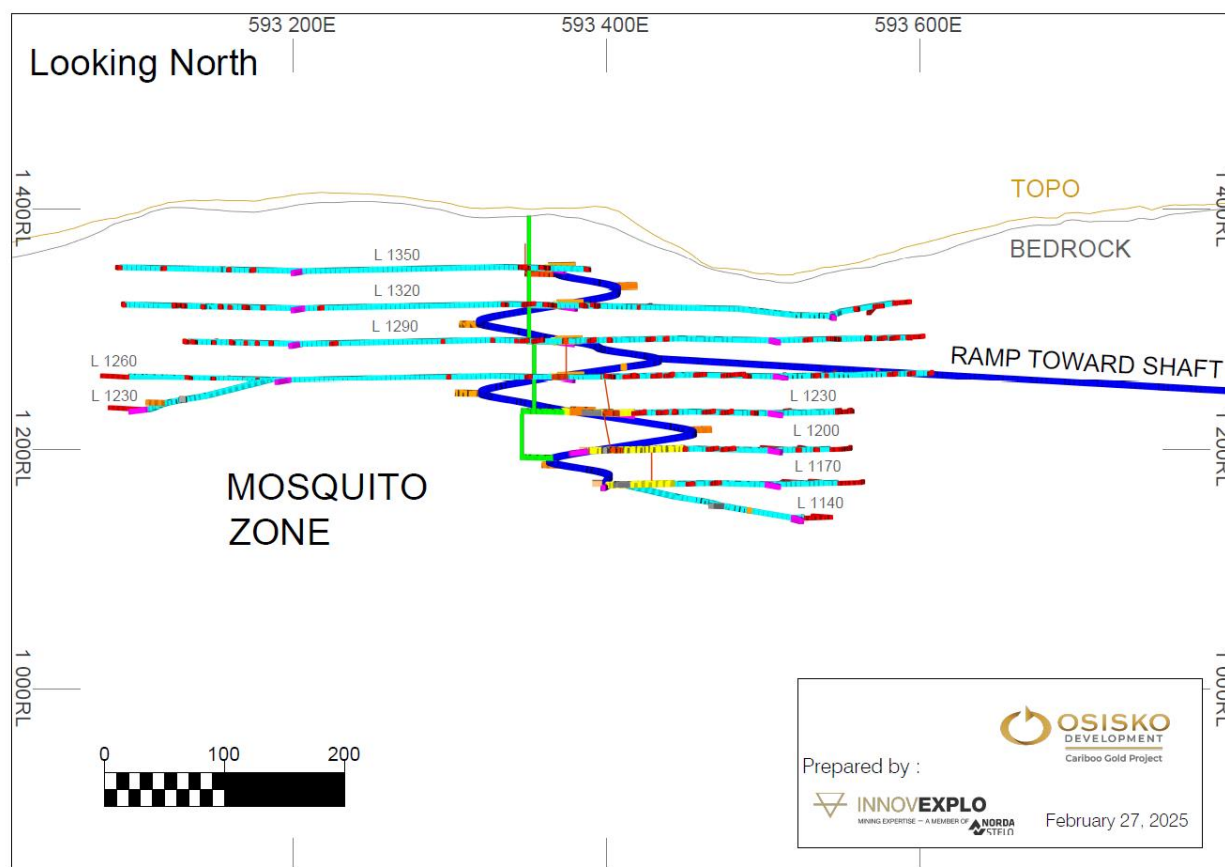 593 200E
593 400E
593 600E
Looking North
1 400RL
1 400RL
TOPO
BEDROCK
L 1350
L 1320
L 1290
L 1260
L 1230
RAMP TOWARD SHAFT
L 1230
L 1200
L 1170
L 1140
1 200RL
1 200RL
MOSQUITO
ZONE
1 000RL
1 000RL
0 100 200
OSISKO
DEVELOPMENT
Cariboo Gold Project
Prepared by :
INNOVEXPLO
MINING EXPERTISE – A MEMBER OF NORDA
STELO
February 27, 2025